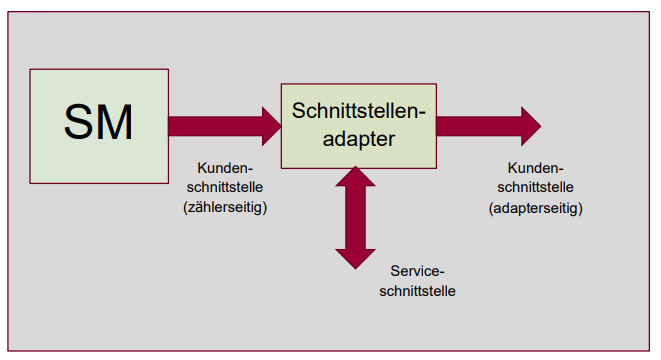 SM
Schnittstellen-
adapter
Kunden-
schnittstelle
(zählerseitig)
Kunden-
schnittstelle
(adapterseitig)
Service-
schnittstelle